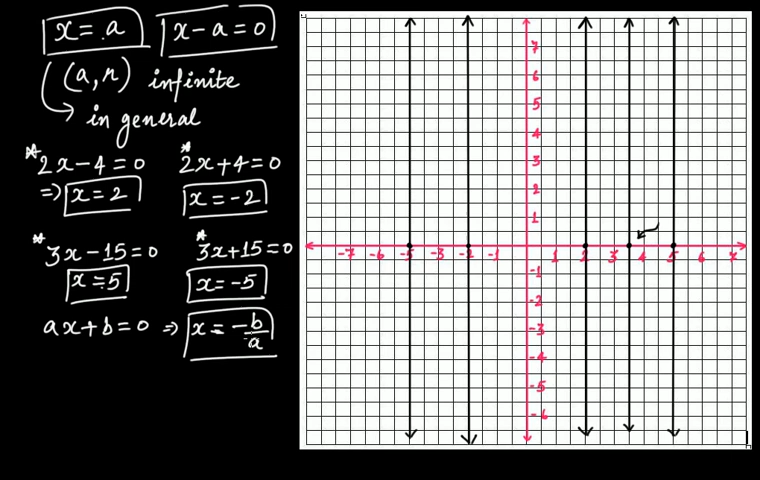 x = a x - a = 0
(a, n) infinite
in general
* 2x - 4 = 0 * 2x + 4 = 0
=> x = 2 x = -2
* 3x - 15 = 0 * 3x + 15 = 0
x = 5 x = -5
ax + b = 0 => x = -b/a
7
6
5
4
3
2
1
-7 -6 -5 -3 -2 -1 1 2 3 4 5 6 7
-1
-2
-3
-4
-5
-6